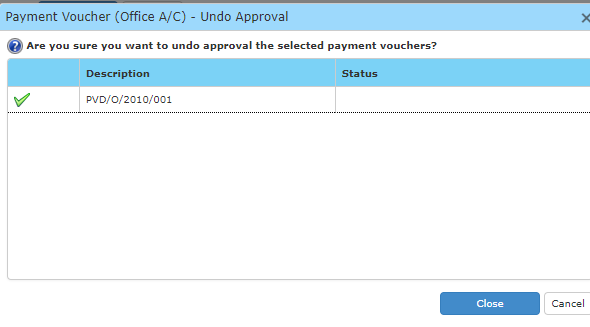 Payment Voucher (Office A/C) - Undo Approval
Are you sure you want to undo approval the selected payment vouchers?
Description Status
PVD/O/2010/001
Close Cancel